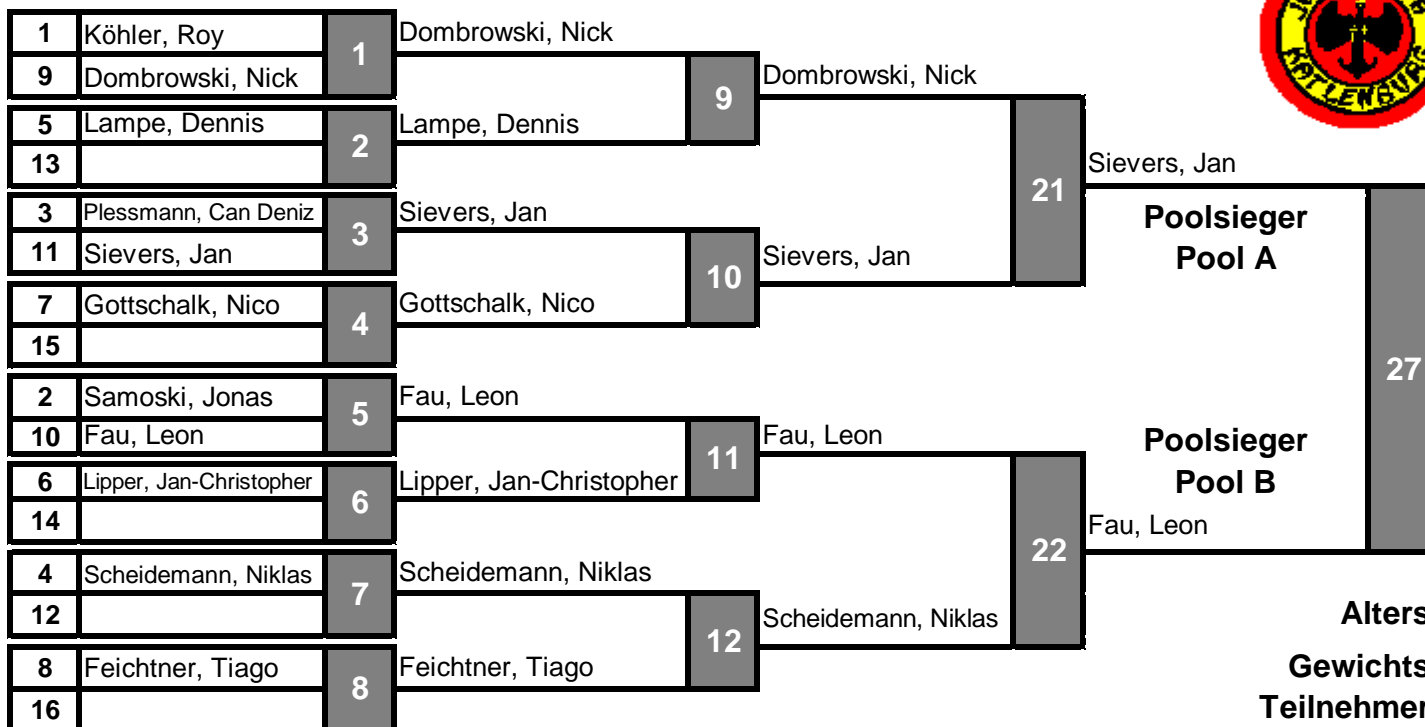 1 Köhler, Roy 1 Dombrowski, Nick
9 Dombrowski, Nick 9 Dombrowski, Nick
5 Lampe, Dennis 2 Lampe, Dennis
13 21 Sievers, Jan
3 Plessmann, Can Deniz 3 Sievers, Jan Poolsieger
11 Sievers, Jan 10 Sievers, Jan Pool A
7 Gottschalk, Nico 4 Gottschalk, Nico
15
27
2 Samoski, Jonas 5 Fau, Leon
10 Fau, Leon 11 Fau, Leon Poolsieger
6 Lipper, Jan-Christopher 6 Lipper, Jan-Christopher Pool B
14 22 Fau, Leon
4 Scheidemann, Niklas 7 Scheidemann, Niklas
12 12 Scheidemann, Niklas Alters
8 Feichtner, Tiago 8 Feichtner, Tiago Gewichts
16 Teilnehmer
KATLENBURG